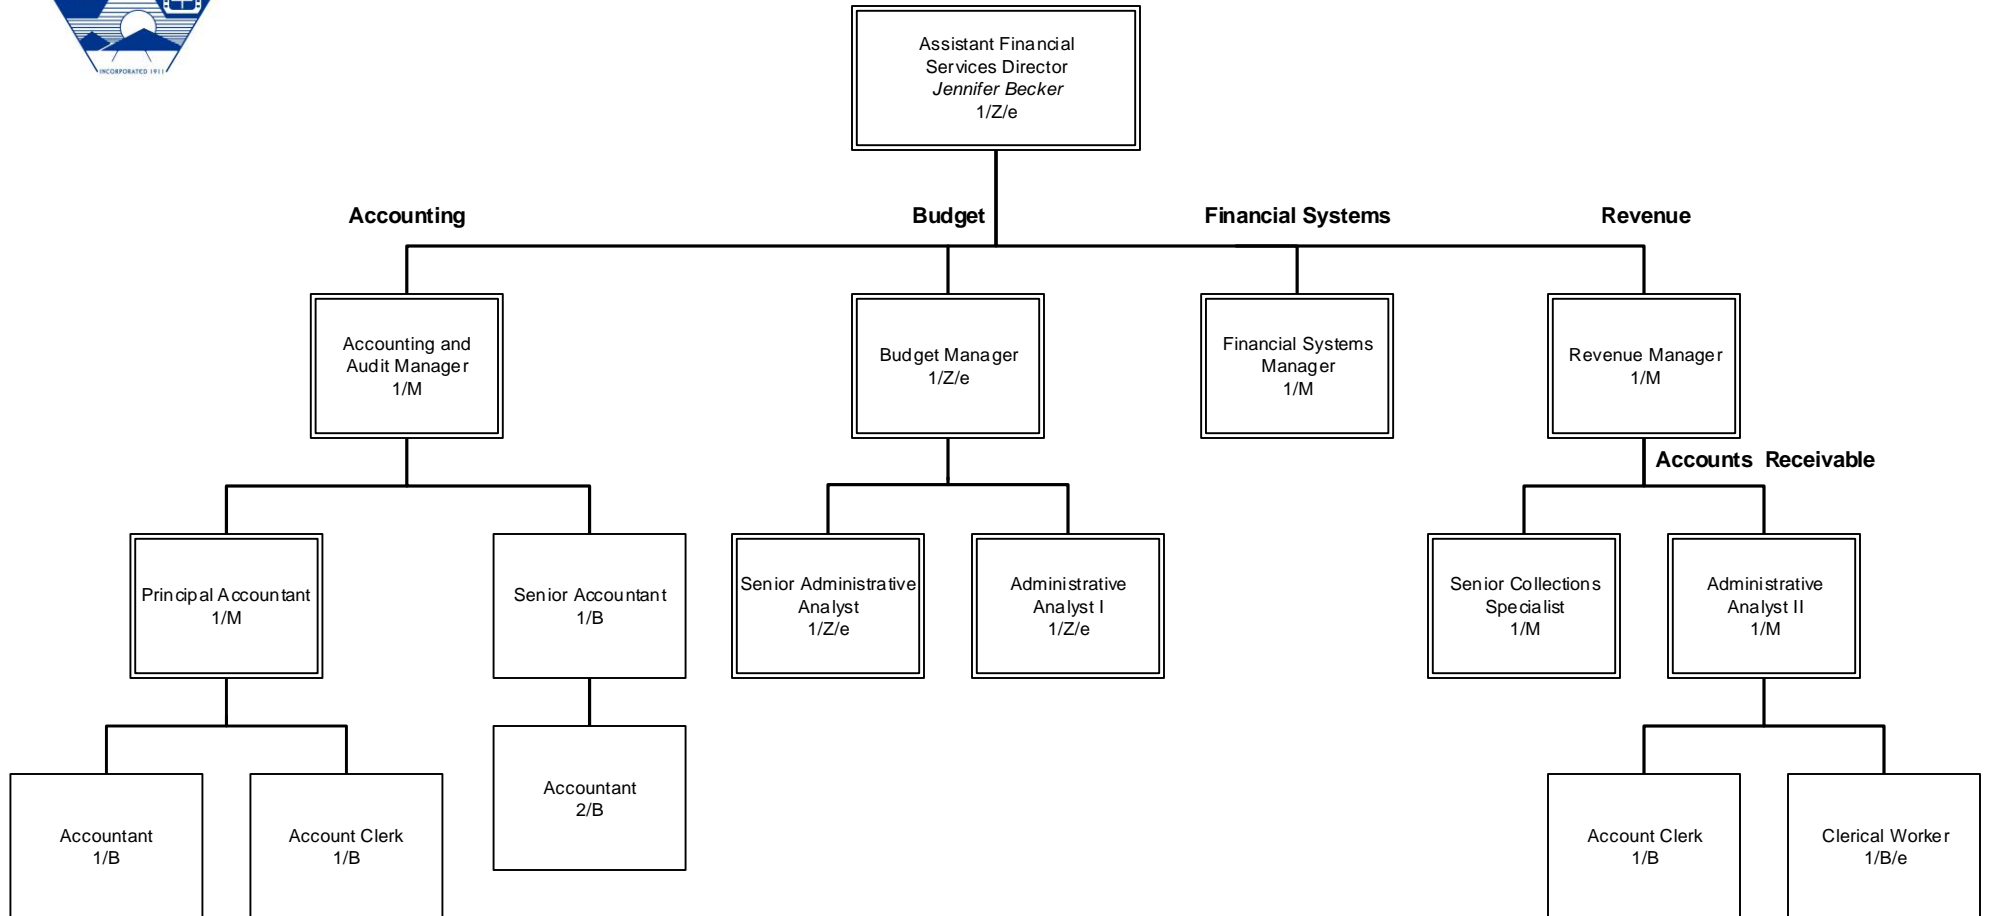 INCORPORATED 1911
Assistant Financial
Services Director
Jennifer Becker
1/Z/e
Accounting
Budget
Financial Systems
Revenue
Accounting and
Audit Manager
1/M
Budget Manager
1/Z/e
Financial Systems
Manager
1/M
Revenue Manager
1/M
Accounts Receivable
Principal Accountant
1/M
Senior Accountant
1/B
Senior Administrative
Analyst
1/Z/e
Administrative
Analyst I
1/Z/e
Senior Collections
Specialist
1/M
Administrative
Analyst II
1/M
Accountant
1/B
Account Clerk
1/B
Accountant
2/B
Account Clerk
1/B
Clerical Worker
1/B/e